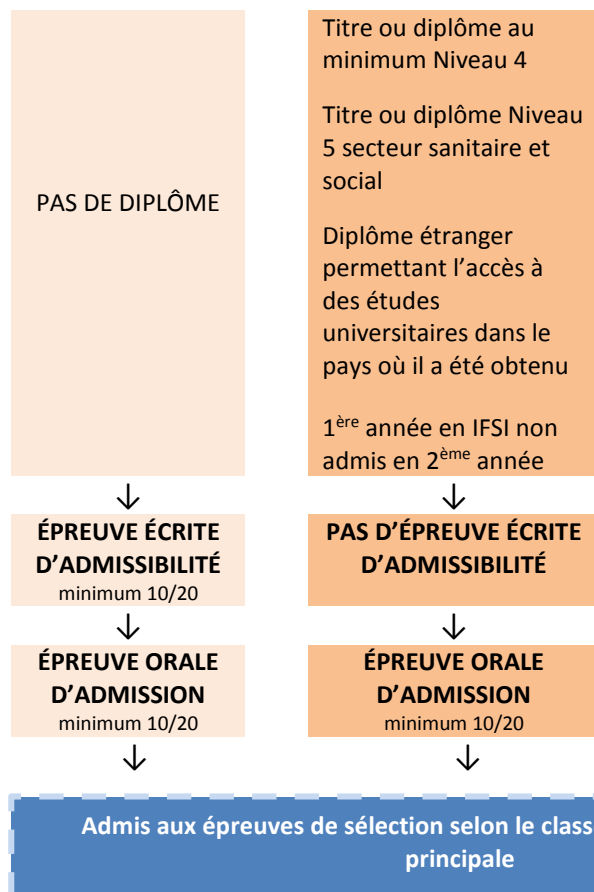 PAS DE DIPLÔME
Titre ou diplôme au
minimum Niveau 4
Titre ou diplôme Niveau
5 secteur sanitaire et
social
Diplôme étranger
permettant l’accès à
des études
universitaires dans le
pays où il a été obtenu
1ère année en IFSI non
admis en 2ème année
ÉPREUVE ÉCRITE
D’ADMISSIBILITÉ
minimum 10/20
PAS D’ÉPREUVE ÉCRITE
D’ADMISSIBILITÉ
ÉPREUVE ORALE
D’ADMISSION
minimum 10/20
ÉPREUVE ORALE
D’ADMISSION
minimum 10/20
Admis aux épreuves de sélection selon le class
principale